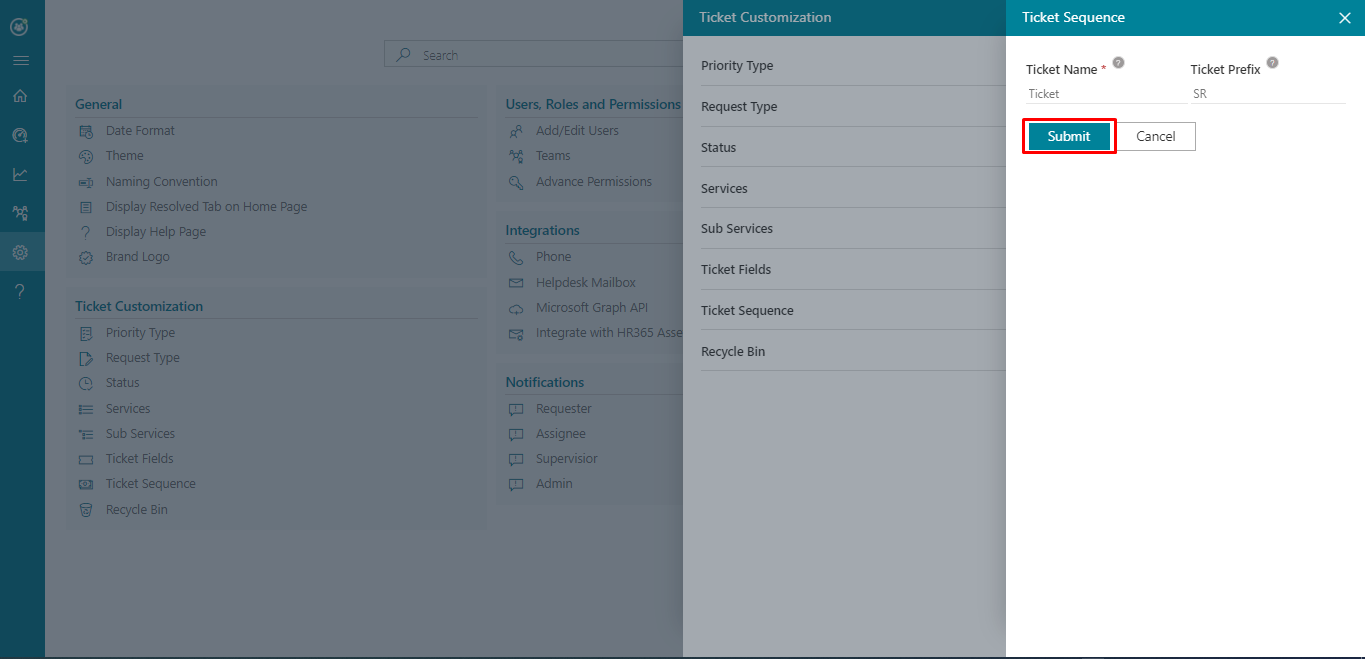 Search
General
Date Format
Theme
Naming Convention
Display Resolved Tab on Home Page
Display Help Page
Brand Logo
Ticket Customization
Priority Type
Request Type
Status
Services
Sub Services
Ticket Fields
Ticket Sequence
Recycle Bin
Users, Roles and Permissions
Add/Edit Users
Teams
Advance Permissions
Integrations
Phone
Helpdesk Mailbox
Microsoft Graph API
Integrate with HR365 Asse
Notifications
Requester
Assignee
Supervisior
Admin
Ticket Customization
Priority Type
Request Type
Status
Services
Sub Services
Ticket Fields
Ticket Sequence
Recycle Bin
Ticket Sequence
Ticket Name * ?
Ticket
Ticket Prefix ?
SR
Submit Cancel